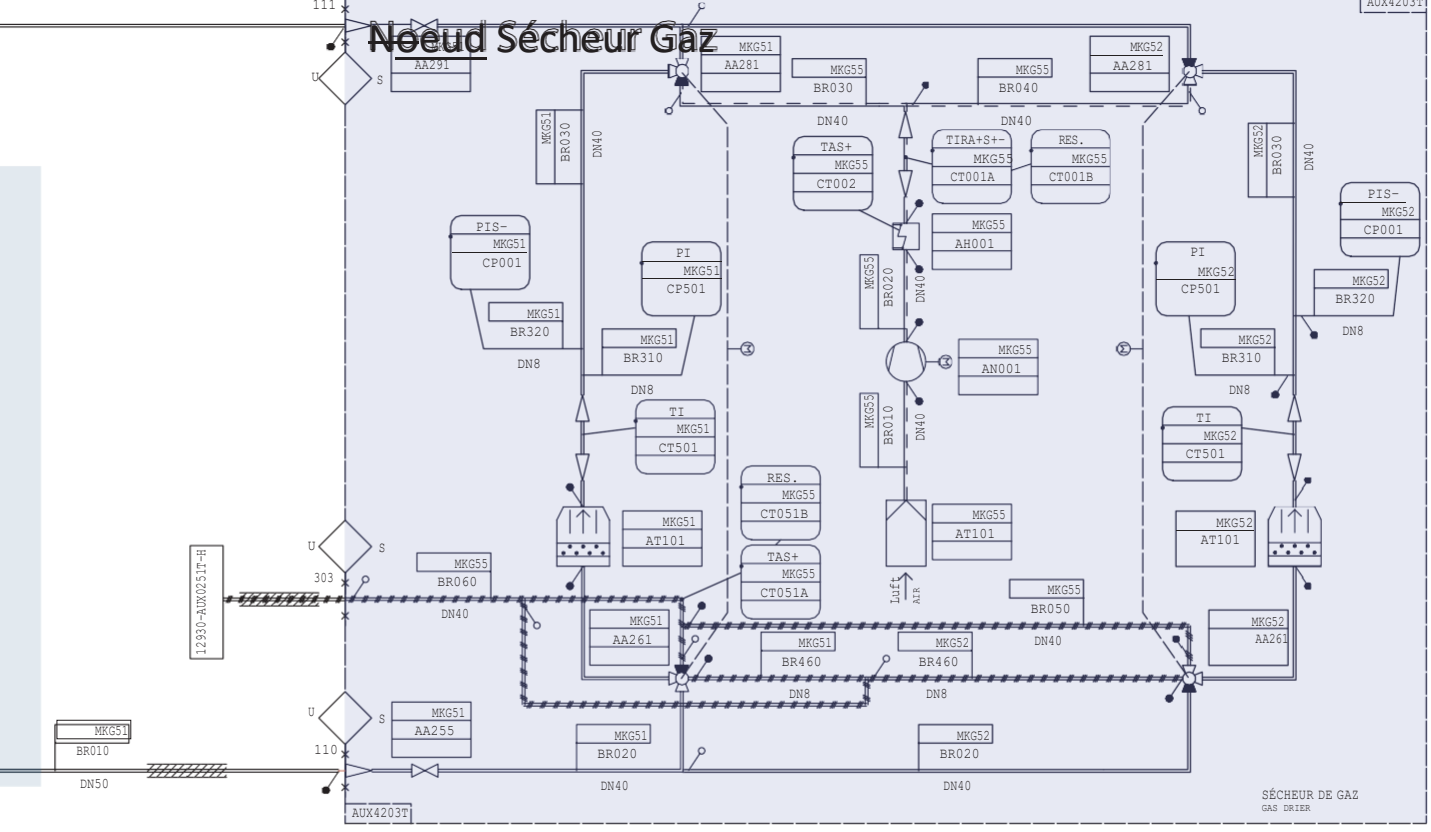 111
AUX4203T
Noeud Sécheur Gaz
U
S
AA291
MKG51
AA281
MKG55
BR030
MKG55
BR040
MKG52
AA281
DN40
DN40
MKG51
BR030
DN40
TAS+
MKG55
CT002
TIRA+S+-
MKG55
CT001A
RES.
MKG55
CT001B
MKG52
BR030
DN40
PIS-
MKG52
CP001
PIS-
MKG51
CP001
PI
MKG51
CP501
MKG55
AH001
PI
MKG52
CP501
MKG55
BR020
DN40
MKG52
BR320
DN8
MKG51
BR320
DN8
MKG51
BR310
DN8
M
M
M
MKG55
AN001
MKG52
BR310
DN8
TI
MKG51
CT501
MKG55
BR010
DN40
TI
MKG52
CT501
RES.
MKG55
CT051B
MKG51
AT101
MKG55
AT101
MKG52
AT101
U
S
TAS+
MKG55
CT051A
12930-AUX0251T-H
303
MKG55
BR060
DN40
Luft
AIR
MKG55
BR050
DN40
MKG51
AA261
MKG51
BR460
DN8
MKG52
BR460
DN8
MKG52
AA261
U
S
MKG51
AA255
MKG51
BR010
DN50
110
MKG51
BR020
DN40
MKG52
BR020
DN40
SÉCHEUR DE GAZ
GAS DRIER
AUX4203T